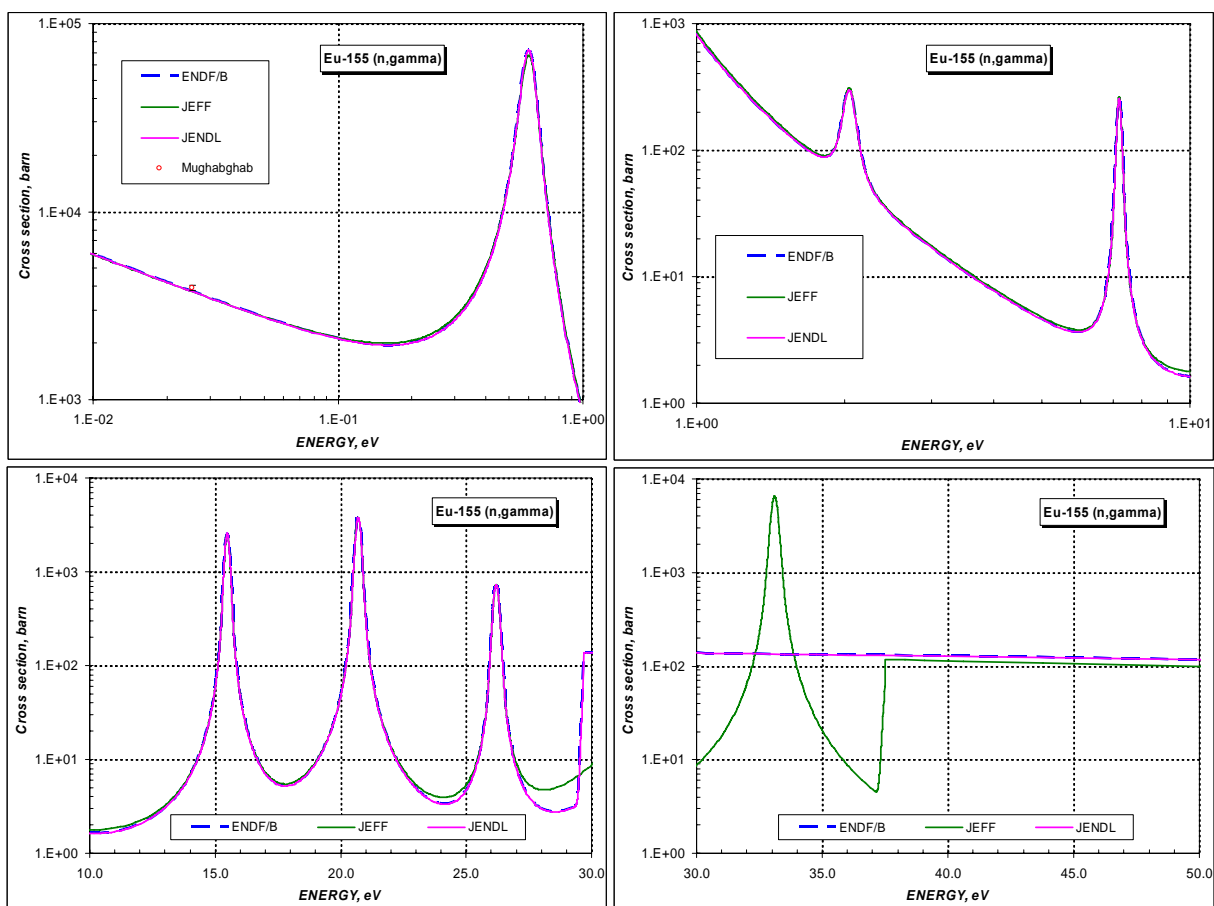 1.E+05
Eu-155 (n,gamma)
ENDF/B
JEFF
JENDL
Mughabghab
Cross section, barn
1.E+04
1.E+03
1.E-02
1.E-01
1.E+00
ENERGY, eV
1.E+03
Eu-155 (n,gamma)
Cross section, barn
1.E+02
1.E+01
ENDF/B
JEFF
JENDL
1.E+00
1.E+00
1.E+01
ENERGY, eV
1.E+04
Eu-155 (n,gamma)
1.E+03
Cross section, barn
1.E+02
1.E+01
ENDF/B JEFF JENDL
1.E+00
10.0 15.0 20.0 25.0 30.0
ENERGY, eV
1.E+04
Eu-155 (n,gamma)
1.E+03
Cross section, barn
1.E+02
1.E+01
ENDF/B JEFF JENDL
1.E+00
30.0 35.0 40.0 45.0 50.0
ENERGY, eV